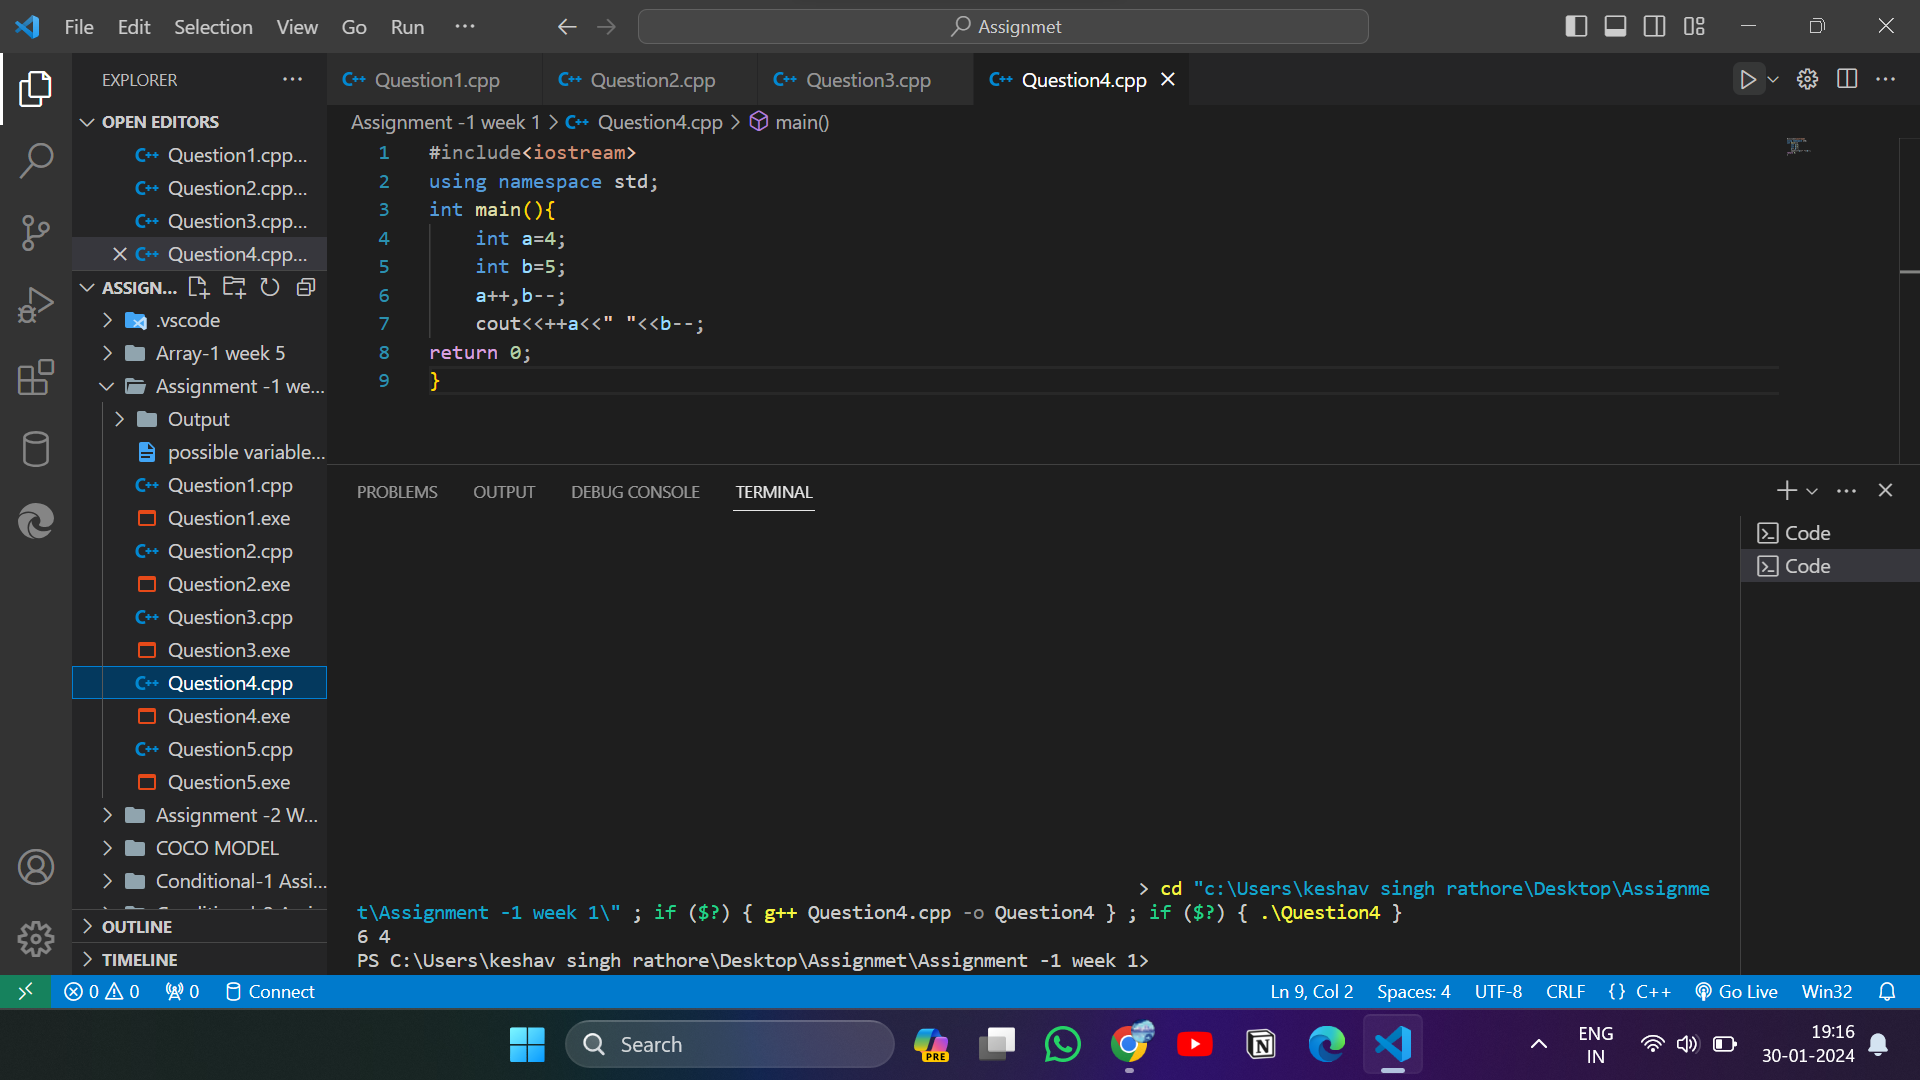 File Edit Selection View Go Run ···
Assignmet
EXPLORER
Question1.cpp
Question2.cpp
Question3.cpp
Question4.cpp
OPEN EDITORS
Question1.cpp...
Question2.cpp...
Question3.cpp...
Question4.cpp...
ASSIGN...
.vscode
Array-1 week 5
Assignment -1 we...
Output
possible variable...
Question1.cpp
Question1.exe
Question2.cpp
Question2.exe
Question3.cpp
Question3.exe
Question4.cpp
Question4.exe
Question5.cpp
Question5.exe
Assignment -2 W...
COCO MODEL
Conditional-1 Assi...
OUTLINE
TIMELINE
Assignment -1 week 1 > Question4.cpp > main()
1 #include<iostream>
2 using namespace std;
3 int main(){
4 int a=4;
5 int b=5;
6 a++,b--;
7 cout<<++a<<" "<<b--;
8 return 0;
9 }
PROBLEMS OUTPUT DEBUG CONSOLE TERMINAL
Code
Code
> cd "c:\Users\keshav singh rathore\Desktop\Assignme
t\Assignment -1 week 1\" ; if ($?) { g++ Question4.cpp -o Question4 } ; if ($?) { .\Question4 }
6 4
PS C:\Users\keshav singh rathore\Desktop\Assignmet\Assignment -1 week 1>
0 0 0 Connect Ln 9, Col 2 Spaces: 4 UTF-8 CRLF {} C++ Go Live Win32
Search
PRE
ENG
IN
19:16
30-01-2024